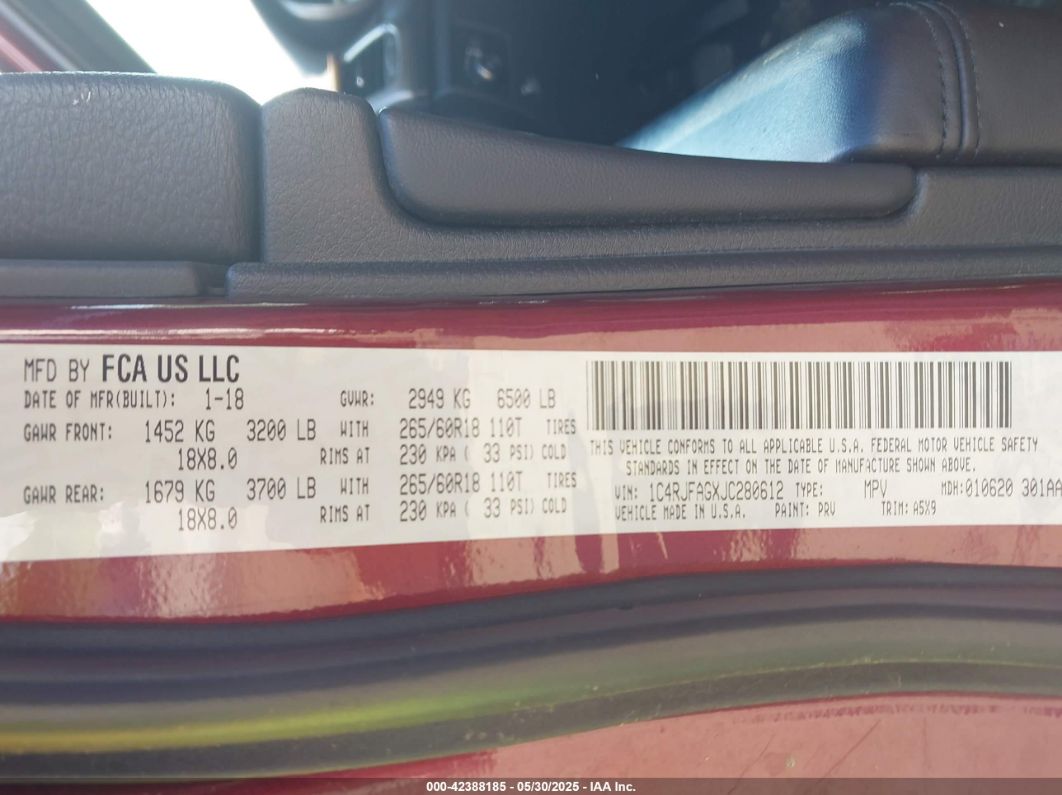 MFD BY FCA US LLC
DATE OF MFR(BUILT): 1-18 GVWR: 2949 KG 6500 LB
GAWR FRONT: 1452 KG 3200 LB WITH 265/60R18 110T TIRES
18X8.0 RIMS AT 230 KPA ( 33 PSI) COLD
GAWR REAR: 1679 KG 3700 LB WITH 265/60R18 110T TIRES
18X8.0 RIMS AT 230 KPA ( 33 PSI) COLD
THIS VEHICLE CONFORMS TO ALL APPLICABLE U.S.A. FEDERAL MOTOR VEHICLE SAFETY
STANDARDS IN EFFECT ON THE DATE OF MANUFACTURE SHOWN ABOVE.
VIN: 1C4RJFAGXJC280612 TYPE: MPV MDH:010620 301AA
VEHICLE MADE IN U.S.A. PAINT: PRV TRIM: A5X9
000-42388185 - 05/30/2025 - IAA Inc.